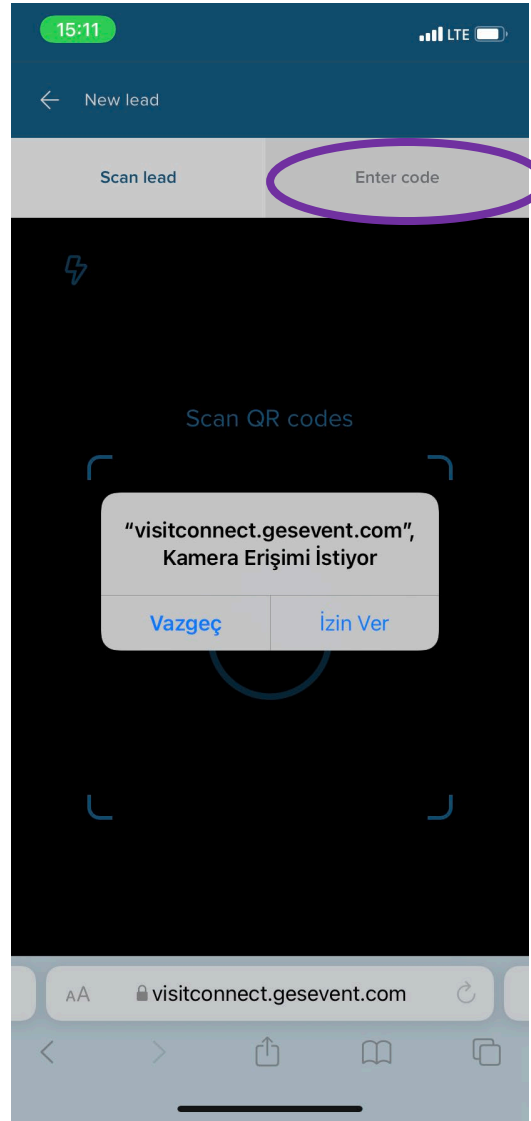 15:11
LTE
New lead
Scan lead
Enter code
Scan QR codes
“visitconnect.gesevent.com”,
Kamera Erişimi İstiyor
Vazgeç
İzin Ver
AA
visitconnect.gesevent.com